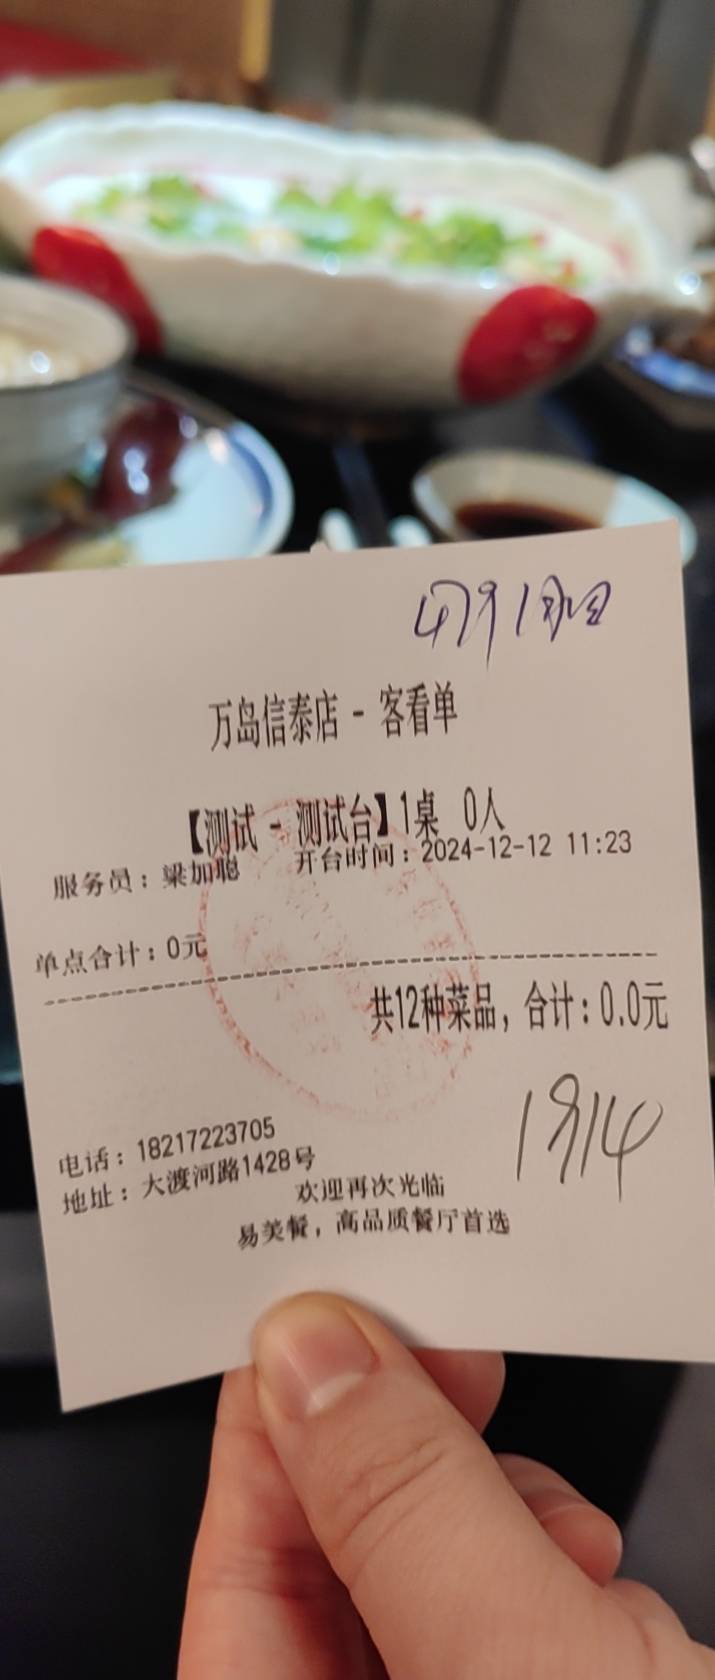 万岛信泰店 - 客看单
【测试 - 测试台】1桌 0人
服务员：梁加聪 开台时间：2024-12-12 11:23
单点合计：0元
共12种菜品，合计：0.0元
电话：18217223705
地址：大渡河路1428号
欢迎再次光临
易美餐，高品质餐厅首选